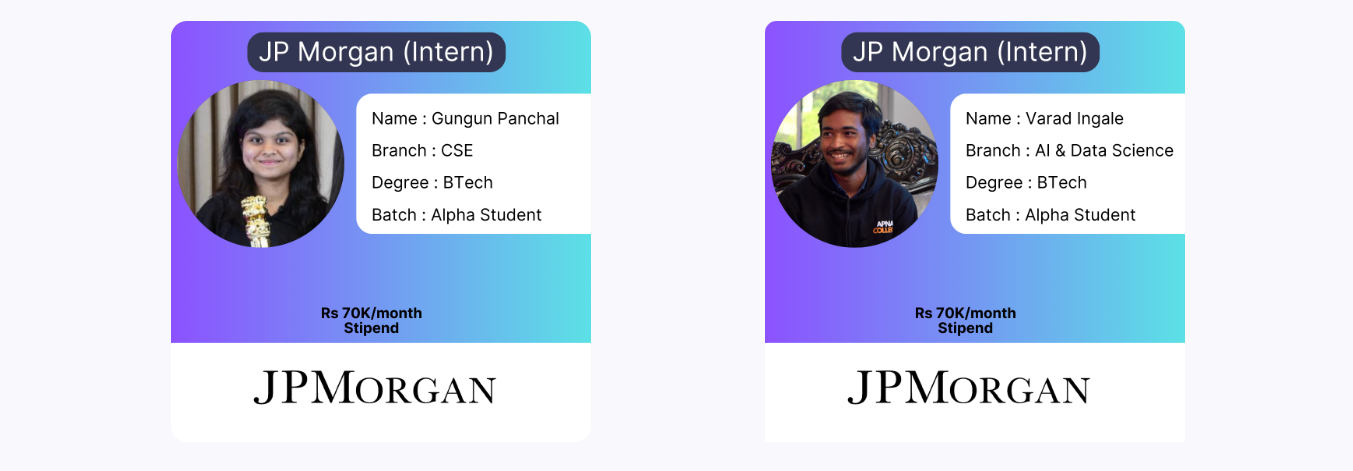 JP Morgan (Intern)
Name : Gungun Panchal
Branch : CSE
Degree : BTech
Batch : Alpha Student
Rs 70K/month
Stipend
JPMORGAN
JP Morgan (Intern)
Name : Varad Ingale
Branch : AI & Data Science
Degree : BTech
Batch : Alpha Student
APNA
COLLE
Rs 70K/month
Stipend
JPMORGAN